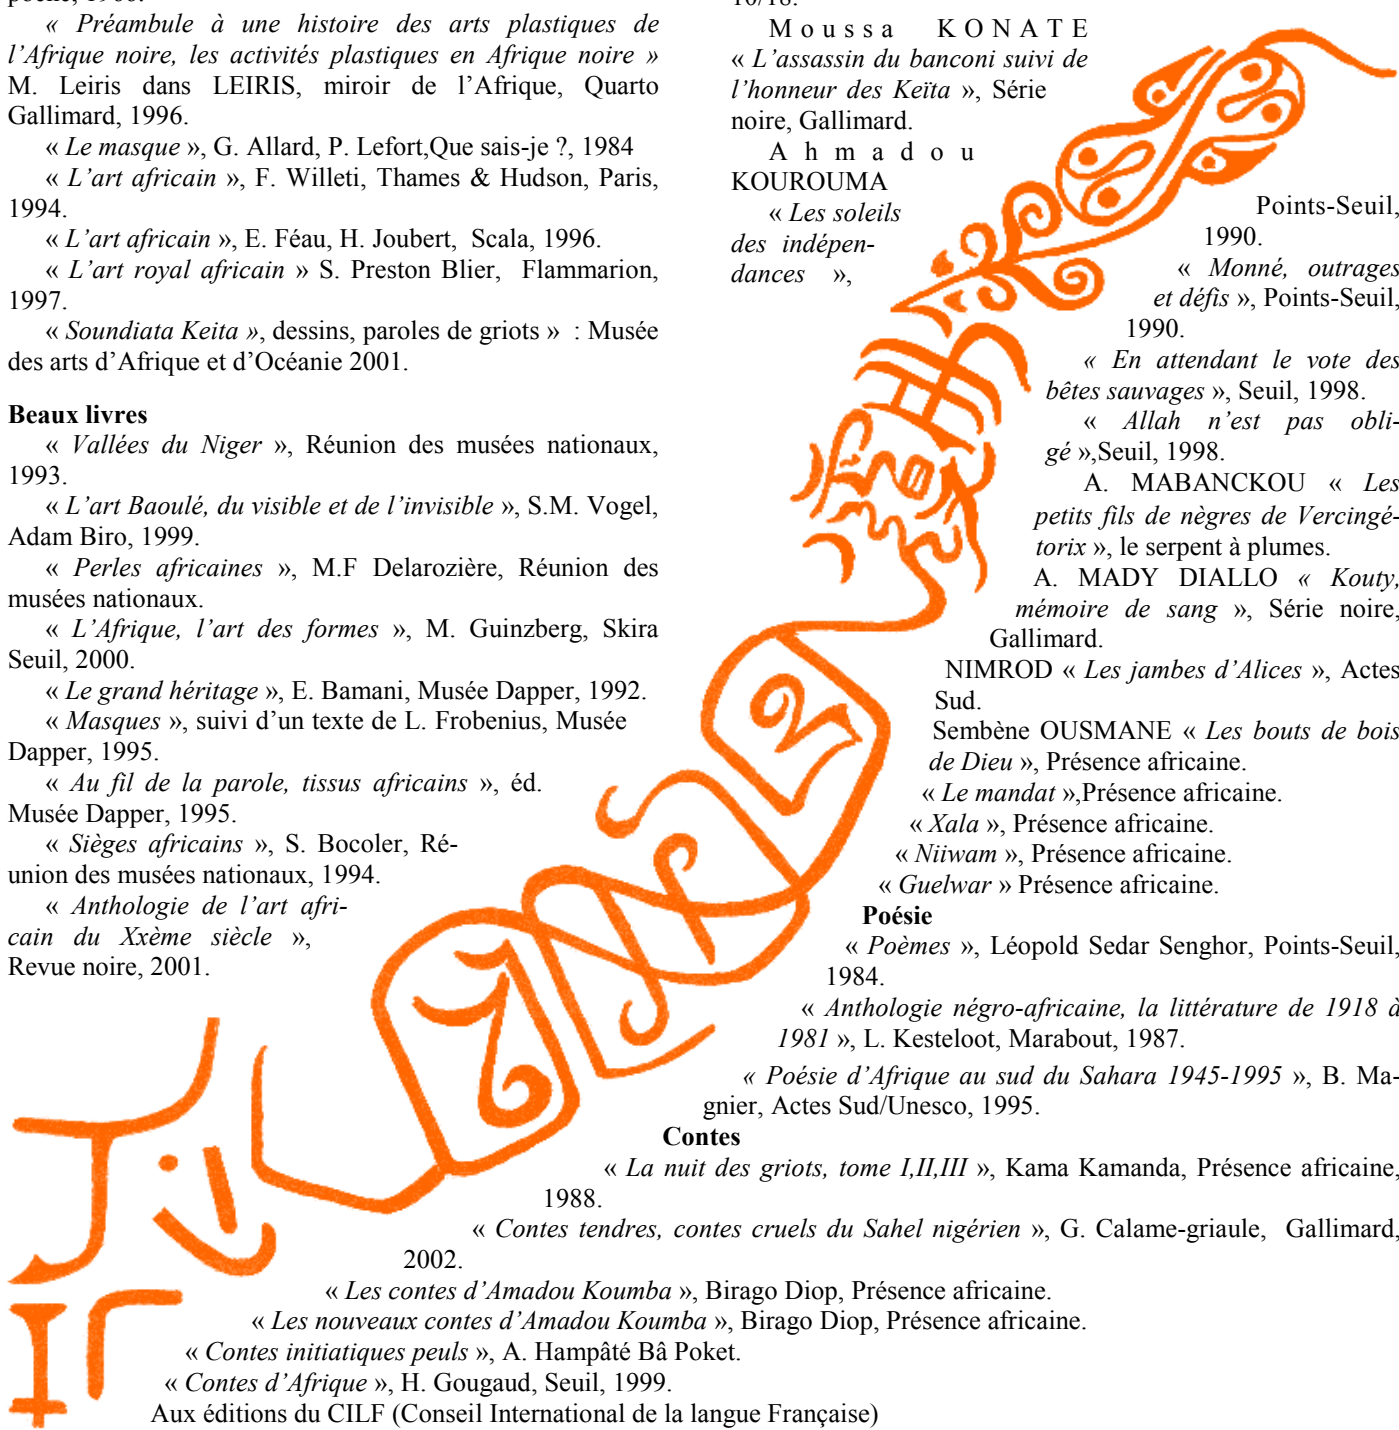 « Préambule à une histoire des arts plastiques de
l’Afrique noire, les activités plastiques en Afrique noire »
M. Leiris dans LEIRIS, miroir de l’Afrique, Quarto
Gallimard, 1996.
« Le masque », G. Allard, P. Lefort,Que sais-je ?, 1984
« L’art africain », F. Willeti, Thames & Hudson, Paris,
1994.
« L’art africain », E. Féau, H. Joubert, Scala, 1996.
« L’art royal africain » S. Preston Blier, Flammarion,
1997.
« Soundiata Keita », dessins, paroles de griots » : Musée
des arts d’Afrique et d’Océanie 2001.
Beaux livres
« Vallées du Niger », Réunion des musées nationaux,
1993.
« L’art Baoulé, du visible et de l’invisible », S.M. Vogel,
Adam Biro, 1999.
« Perles africaines », M.F Delarozière, Réunion des
musées nationaux.
« L’Afrique, l’art des formes », M. Guinzberg, Skira
Seuil, 2000.
« Le grand héritage », E. Bamani, Musée Dapper, 1992.
« Masques », suivi d’un texte de L. Frobenius, Musée
Dapper, 1995.
« Au fil de la parole, tissus africains », éd.
Musée Dapper, 1995.
« Sièges africains », S. Bocoler, Ré-
union des musées nationaux, 1994.
« Anthologie de l’art afri-
cain du Xxème siècle »,
Revue noire, 2001.
Moussa KONATE
« L’assassin du banconi suivi de
l’honneur des Keïta », Série
noire, Gallimard.
Ahmadou
KOUROUMA
« Les soleils
des indépen-
dances »,
Points-Seuil,
1990.
« Monné, outrages
et défis », Points-Seuil,
1990.
« En attendant le vote des
bêtes sauvages », Seuil, 1998.
« Allah n’est pas obli-
gé »,Seuil, 1998.
A. MABANCKOU « Les
petits fils de nègres de Vercingé-
torix », le serpent à plumes.
A. MADY DIALLO « Kouty,
mémoire de sang », Série noire,
Gallimard.
NIMROD « Les jambes d’Alices », Actes
Sud.
Sembène OUSMANE « Les bouts de bois
de Dieu », Présence africaine.
« Le mandat »,Présence africaine.
« Xala », Présence africaine.
« Niiwam », Présence africaine.
« Guelwar » Présence africaine.
Poésie
« Poèmes », Léopold Sedar Senghor, Points-Seuil,
1984.
« Anthologie négro-africaine, la littérature de 1918 à
1981 », L. Kesteloot, Marabout, 1987.
« Poésie d’Afrique au sud du Sahara 1945-1995 », B. Ma-
gnier, Actes Sud/Unesco, 1995.
Contes
« La nuit des griots, tome I,II,III », Kama Kamanda, Présence africaine,
1988.
« Contes tendres, contes cruels du Sahel nigérien », G. Calame-griaule, Gallimard,
2002.
« Les contes d’Amadou Koumba », Birago Diop, Présence africaine.
« Les nouveaux contes d’Amadou Koumba », Birago Diop, Présence africaine.
« Contes initiatiques peuls », A. Hampâté Bâ Poket.
« Contes d’Afrique », H. Gougaud, Seuil, 1999.
Aux éditions du CILF (Conseil International de la langue Française)